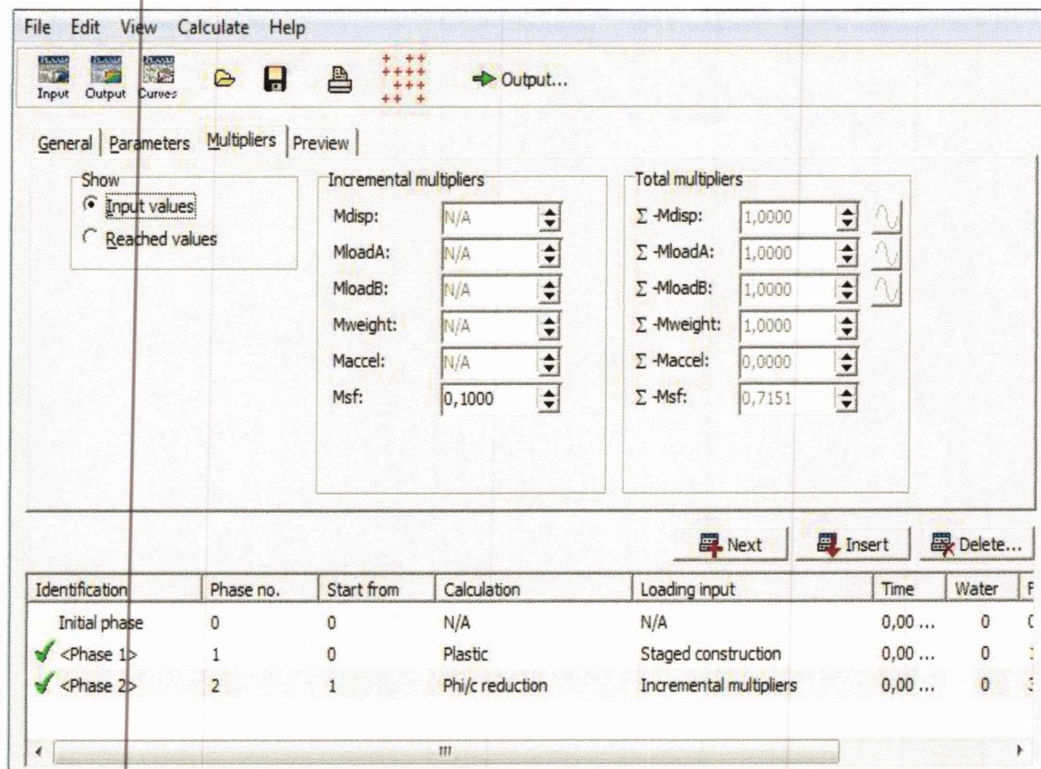 File Edit View Calculate Help
Input Output Curves Output...
General Parameters Multipliers Preview
Show
Input values
Reached values
Incremental multipliers
Mdisp: N/A
MloadA: N/A
MloadB: N/A
Mweight: N/A
Maccel: N/A
Msf: 0,1000
Total multipliers
Σ -Mdisp: 1,0000
Σ -MloadA: 1,0000
Σ -MloadB: 1,0000
Σ -Mweight: 1,0000
Σ -Maccel: 0,0000
Σ -Msf: 0,7151
Next Insert Delete...
Identification Phase no. Start from Calculation Loading input Time Water F
Initial phase 0 0 N/A N/A 0,00 ... 0
<Phase 1> 1 0 Plastic Staged construction 0,00 ... 0
<Phase 2> 2 1 Phi/c reduction Incremental multipliers 0,00 ... 0